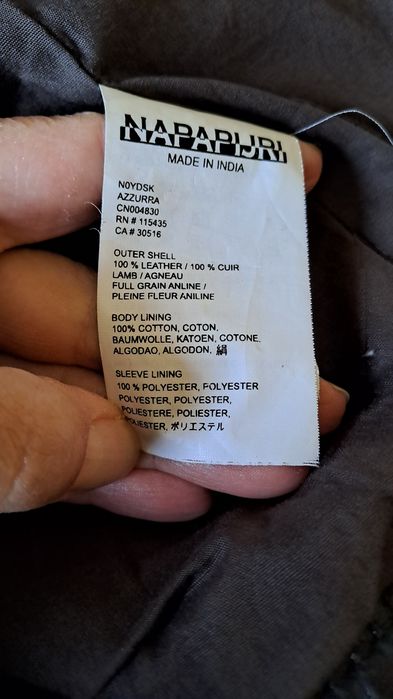 NAPAPIJRI
MADE IN INDIA
N0YDSK
AZZURRA
CN004830
RN # 115435
CA # 30516
OUTER SHELL
100 % LEATHER / 100 % CUIR
LAMB / AGNEAU
FULL GRAIN ANLINE /
PLEINE FLEUR ANILINE
BODY LINING
100% COTTON, COTON,
BAUMWOLLE, KATOEN, COTONE,
ALGODAO, ALGODON, 絹
SLEEVE LINING
100 % POLYESTER, POLYESTER
POLYESTER, POLYESTER,
POLIESTERE, POLIESTER,
POLIESTER, ポリエステル